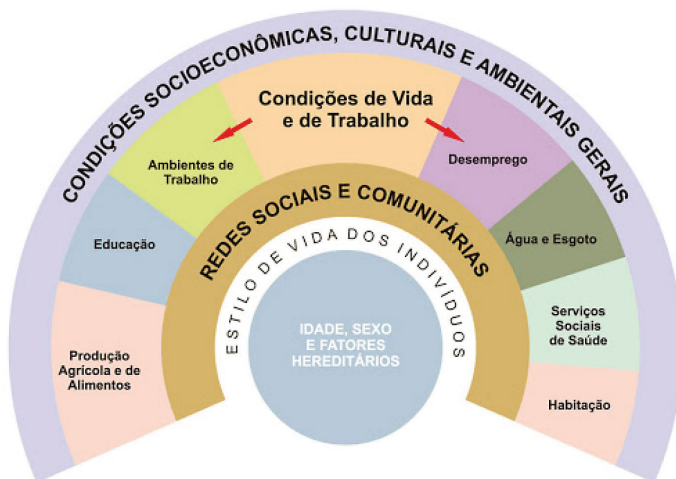 CONDIÇÕES SOCIOECONÔMICAS, CULTURAIS E AMBIENTAIS GERAIS
Condições de Vida
e de Trabalho
Ambientes de
Trabalho
Desemprego
Educação
Água e Esgoto
Produção
Agrícola e de
Alimentos
Serviços
Sociais
de Saúde
Habitação
REDES SOCIAIS E COMUNITÁRIAS
ESTILO DE VIDA DOS INDIVÍDUOS
IDADE, SEXO
E FATORES
HEREDITÁRIOS